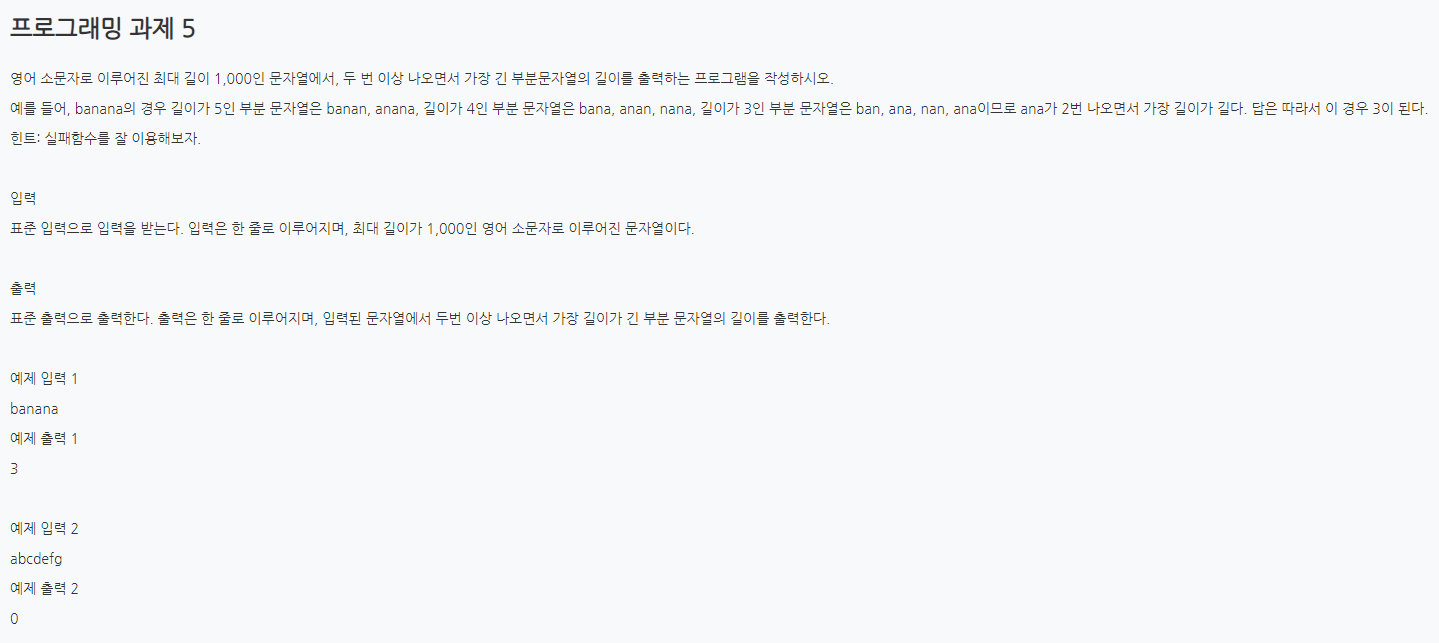 프로그래밍 과제 5
영어 소문자로 이루어진 최대 길이 1,000인 문자열에서, 두 번 이상 나오면서 가장 긴 부분문자열의 길이를 출력하는 프로그램을 작성하시오.
예를 들어, banana의 경우 길이가 5인 부분 문자열은 banan, anana, 길이가 4인 부분 문자열은 bana, anan, nana, 길이가 3인 부분 문자열은 ban, ana, nan, ana이므로 ana가 2번 나오면서 가장 길이가 길다. 답은 따라서 이 경우 3이 된다.
힌트: 실패함수를 잘 이용해보자.
입력
표준 입력으로 입력을 받는다. 입력은 한 줄로 이루어지며, 최대 길이가 1,000인 영어 소문자로 이루어진 문자열이다.
출력
표준 출력으로 출력한다. 출력은 한 줄로 이루어지며, 입력된 문자열에서 두번 이상 나오면서 가장 길이가 긴 부분 문자열의 길이를 출력한다.
예제 입력 1
banana
예제 출력 1
3
예제 입력 2
abcdefg
예제 출력 2
0